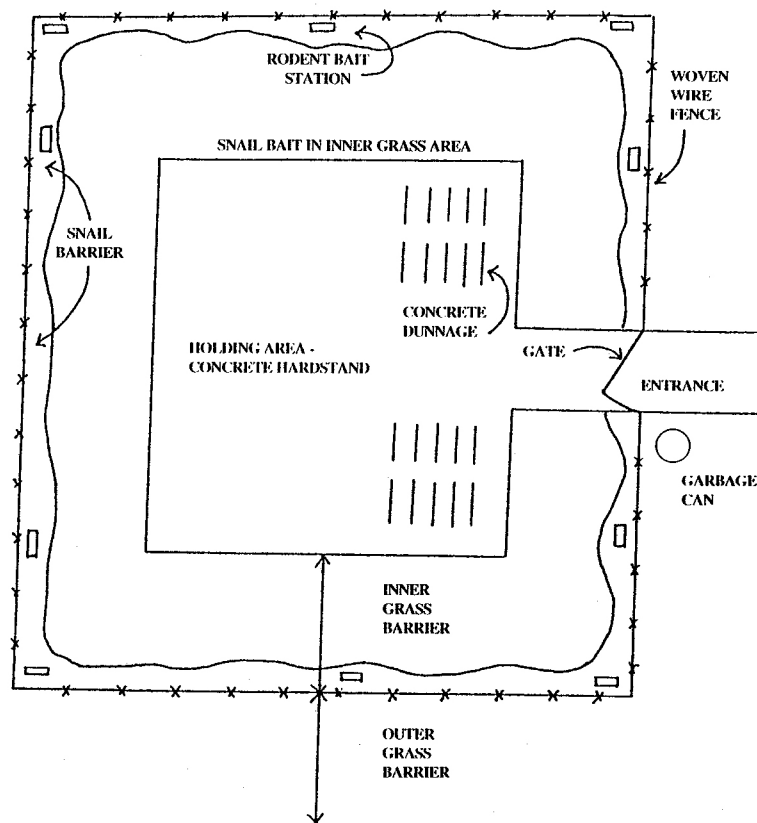 RODENT BAIT
STATION
WOVEN
WIRE
FENCE
SNAIL BAIT IN INNER GRASS AREA
SNAIL
BARRIER
CONCRETE
DUNNAGE
HOLDING AREA -
CONCRETE HARDSTAND
GATE
ENTRANCE
GARBAGE
CAN
INNER
GRASS
BARRIER
OUTER
GRASS
BARRIER